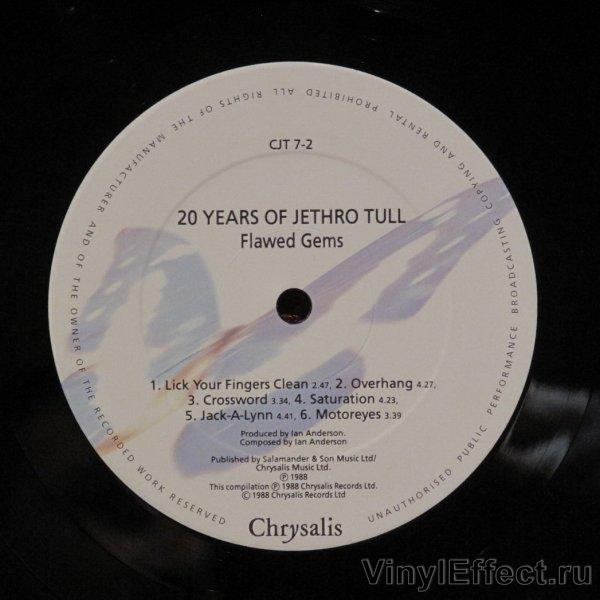 CJT 7-2
20 YEARS OF JETHRO TULL
Flawed Gems
1. Lick Your Fingers Clean 2.47, 2. Overhang 4.27,
3. Crossword 3.34, 4. Saturation 4.23,
5. Jack-A-Lynn 4.41, 6. Motoreyes 3.39
Produced by Ian Anderson.
Composed by Ian Anderson
Published by Salamander & Son Music Ltd/
Chrysalis Music Ltd.
Ⓟ 1988
This compilation Ⓟ 1988 Chrysalis Records Ltd.
© 1988 Chrysalis Records Ltd
Chrysalis
ALL RIGHTS OF THE MANUFACTURER AND OF THE OWNER OF THE RECORDED WORK RESERVED
UNAUTHORISED PUBLIC PERFORMANCE BROADCASTING COPYING AND RENTAL PROHIBITED
VinylEffect.ru